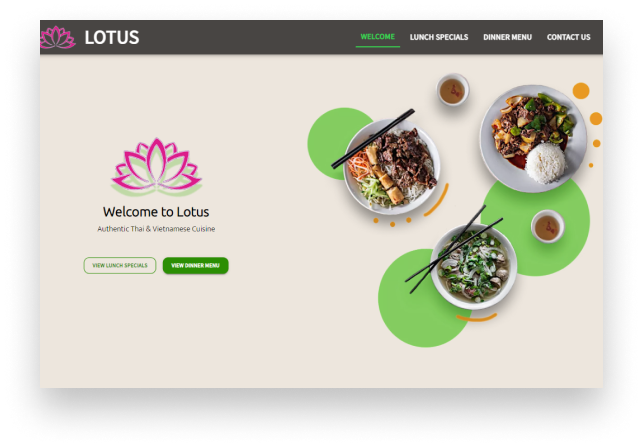 LOTUS
WELCOME LUNCH SPECIALS DINNER MENU CONTACT US
Welcome to Lotus
Authentic Thai & Vietnamese Cuisine
VIEW LUNCH SPECIALS VIEW DINNER MENU